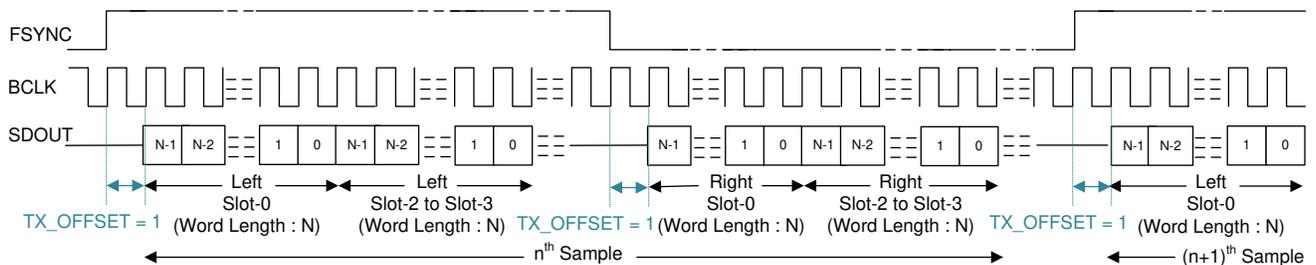 FSYNC
BCLK
SDOUT N-1 N-2 1 0 N-1 N-2 1 0 N-1 1 0 N-1 N-2 1 0 N-1 N-2 1 0
Left Left Right Right Left
Slot-0 Slot-2 to Slot-3 Slot-0 Slot-2 to Slot-3 Slot-0
TX_OFFSET = 1 (Word Length : N) (Word Length : N) TX_OFFSET = 1 (Word Length : N) (Word Length : N) TX_OFFSET = 1 (Word Length : N)
nth Sample (n+1)th Sample